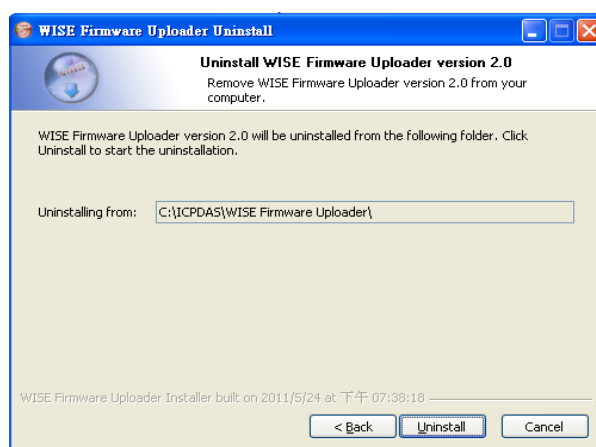 WISE Firmware Uploader Uninstall
Uninstall WISE Firmware Uploader version 2.0
Remove WISE Firmware Uploader version 2.0 from your
computer.
WISE Firmware Uploader version 2.0 will be uninstalled from the following folder. Click
Uninstall to start the uninstallation.
Uninstalling from: C:\ICPDAS\WISE Firmware Uploader\
WISE Firmware Uploader Installer built on 2011/5/24 at 下午 07:38:18
< Back Uninstall Cancel